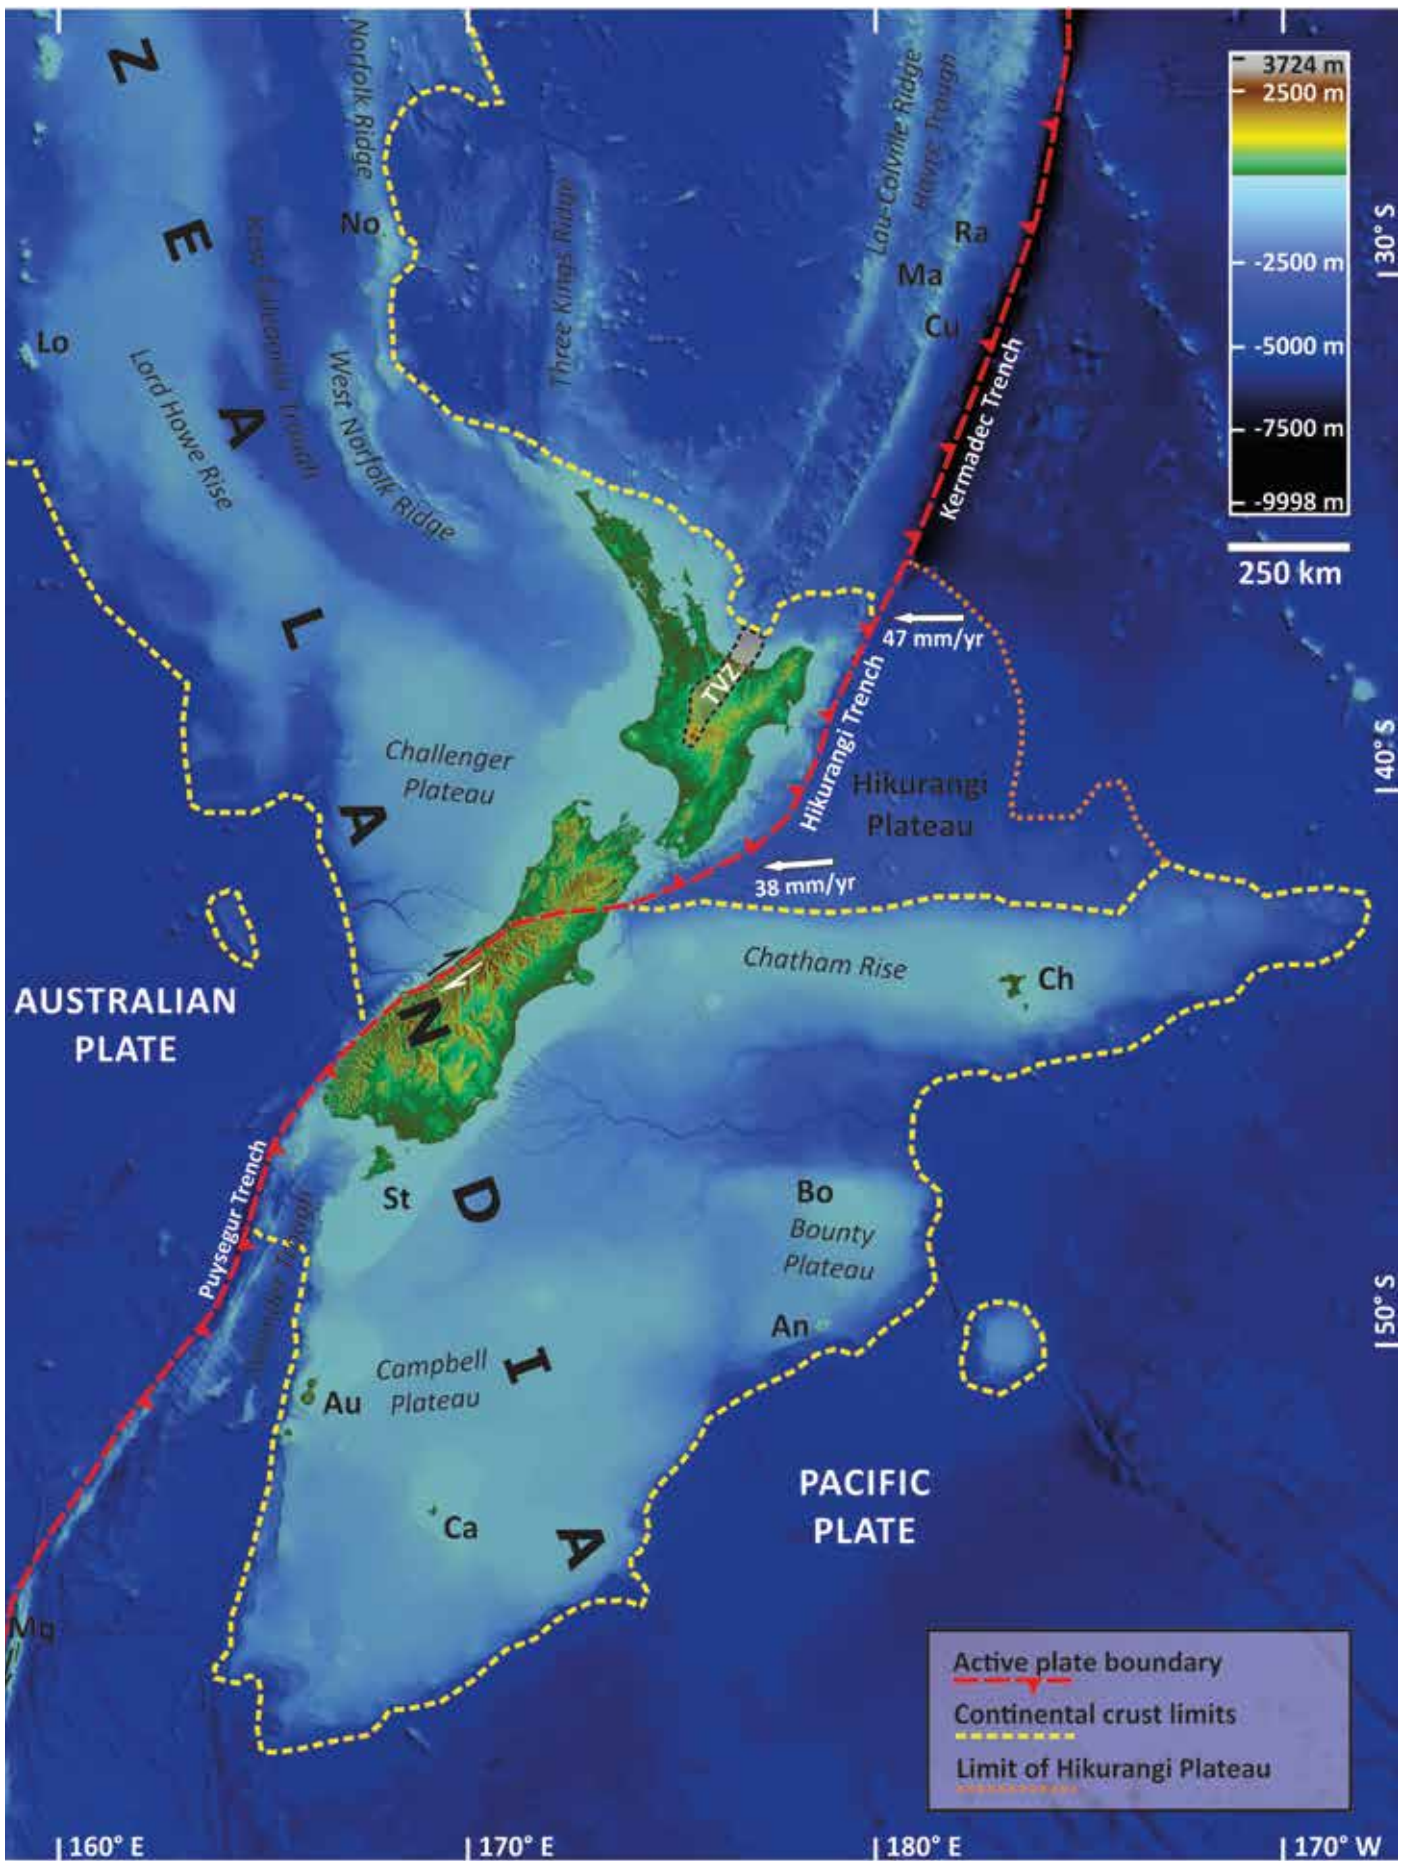 Z
E
A
L
A
N
D
I
A
Norfolk Ridge
Lau-Colville Ridge
Havre Trough
3724 m
2500 m
-2500 m
-5000 m
-7500 m
-9998 m
250 km
30° S
No
Three Kings Ridge
Ra
Ma
Cu
New Caledonia Trough
Lo
Lord Howe Rise
West Norfolk Ridge
Kermadec Trench
47 mm/yr
TVZ
Hikurangi Trench
40° S
Challenger
Plateau
Hikurangi
Plateau
38 mm/yr
Chatham Rise
Ch
AUSTRALIAN
PLATE
Puysegur Trench
St
Bo
Bounty
Plateau
An
50° S
Campbell
Plateau
Au
Ca
PACIFIC
PLATE
Mq
Active plate boundary
Continental crust limits
Limit of Hikurangi Plateau
160° E
170° E
180° E
170° W